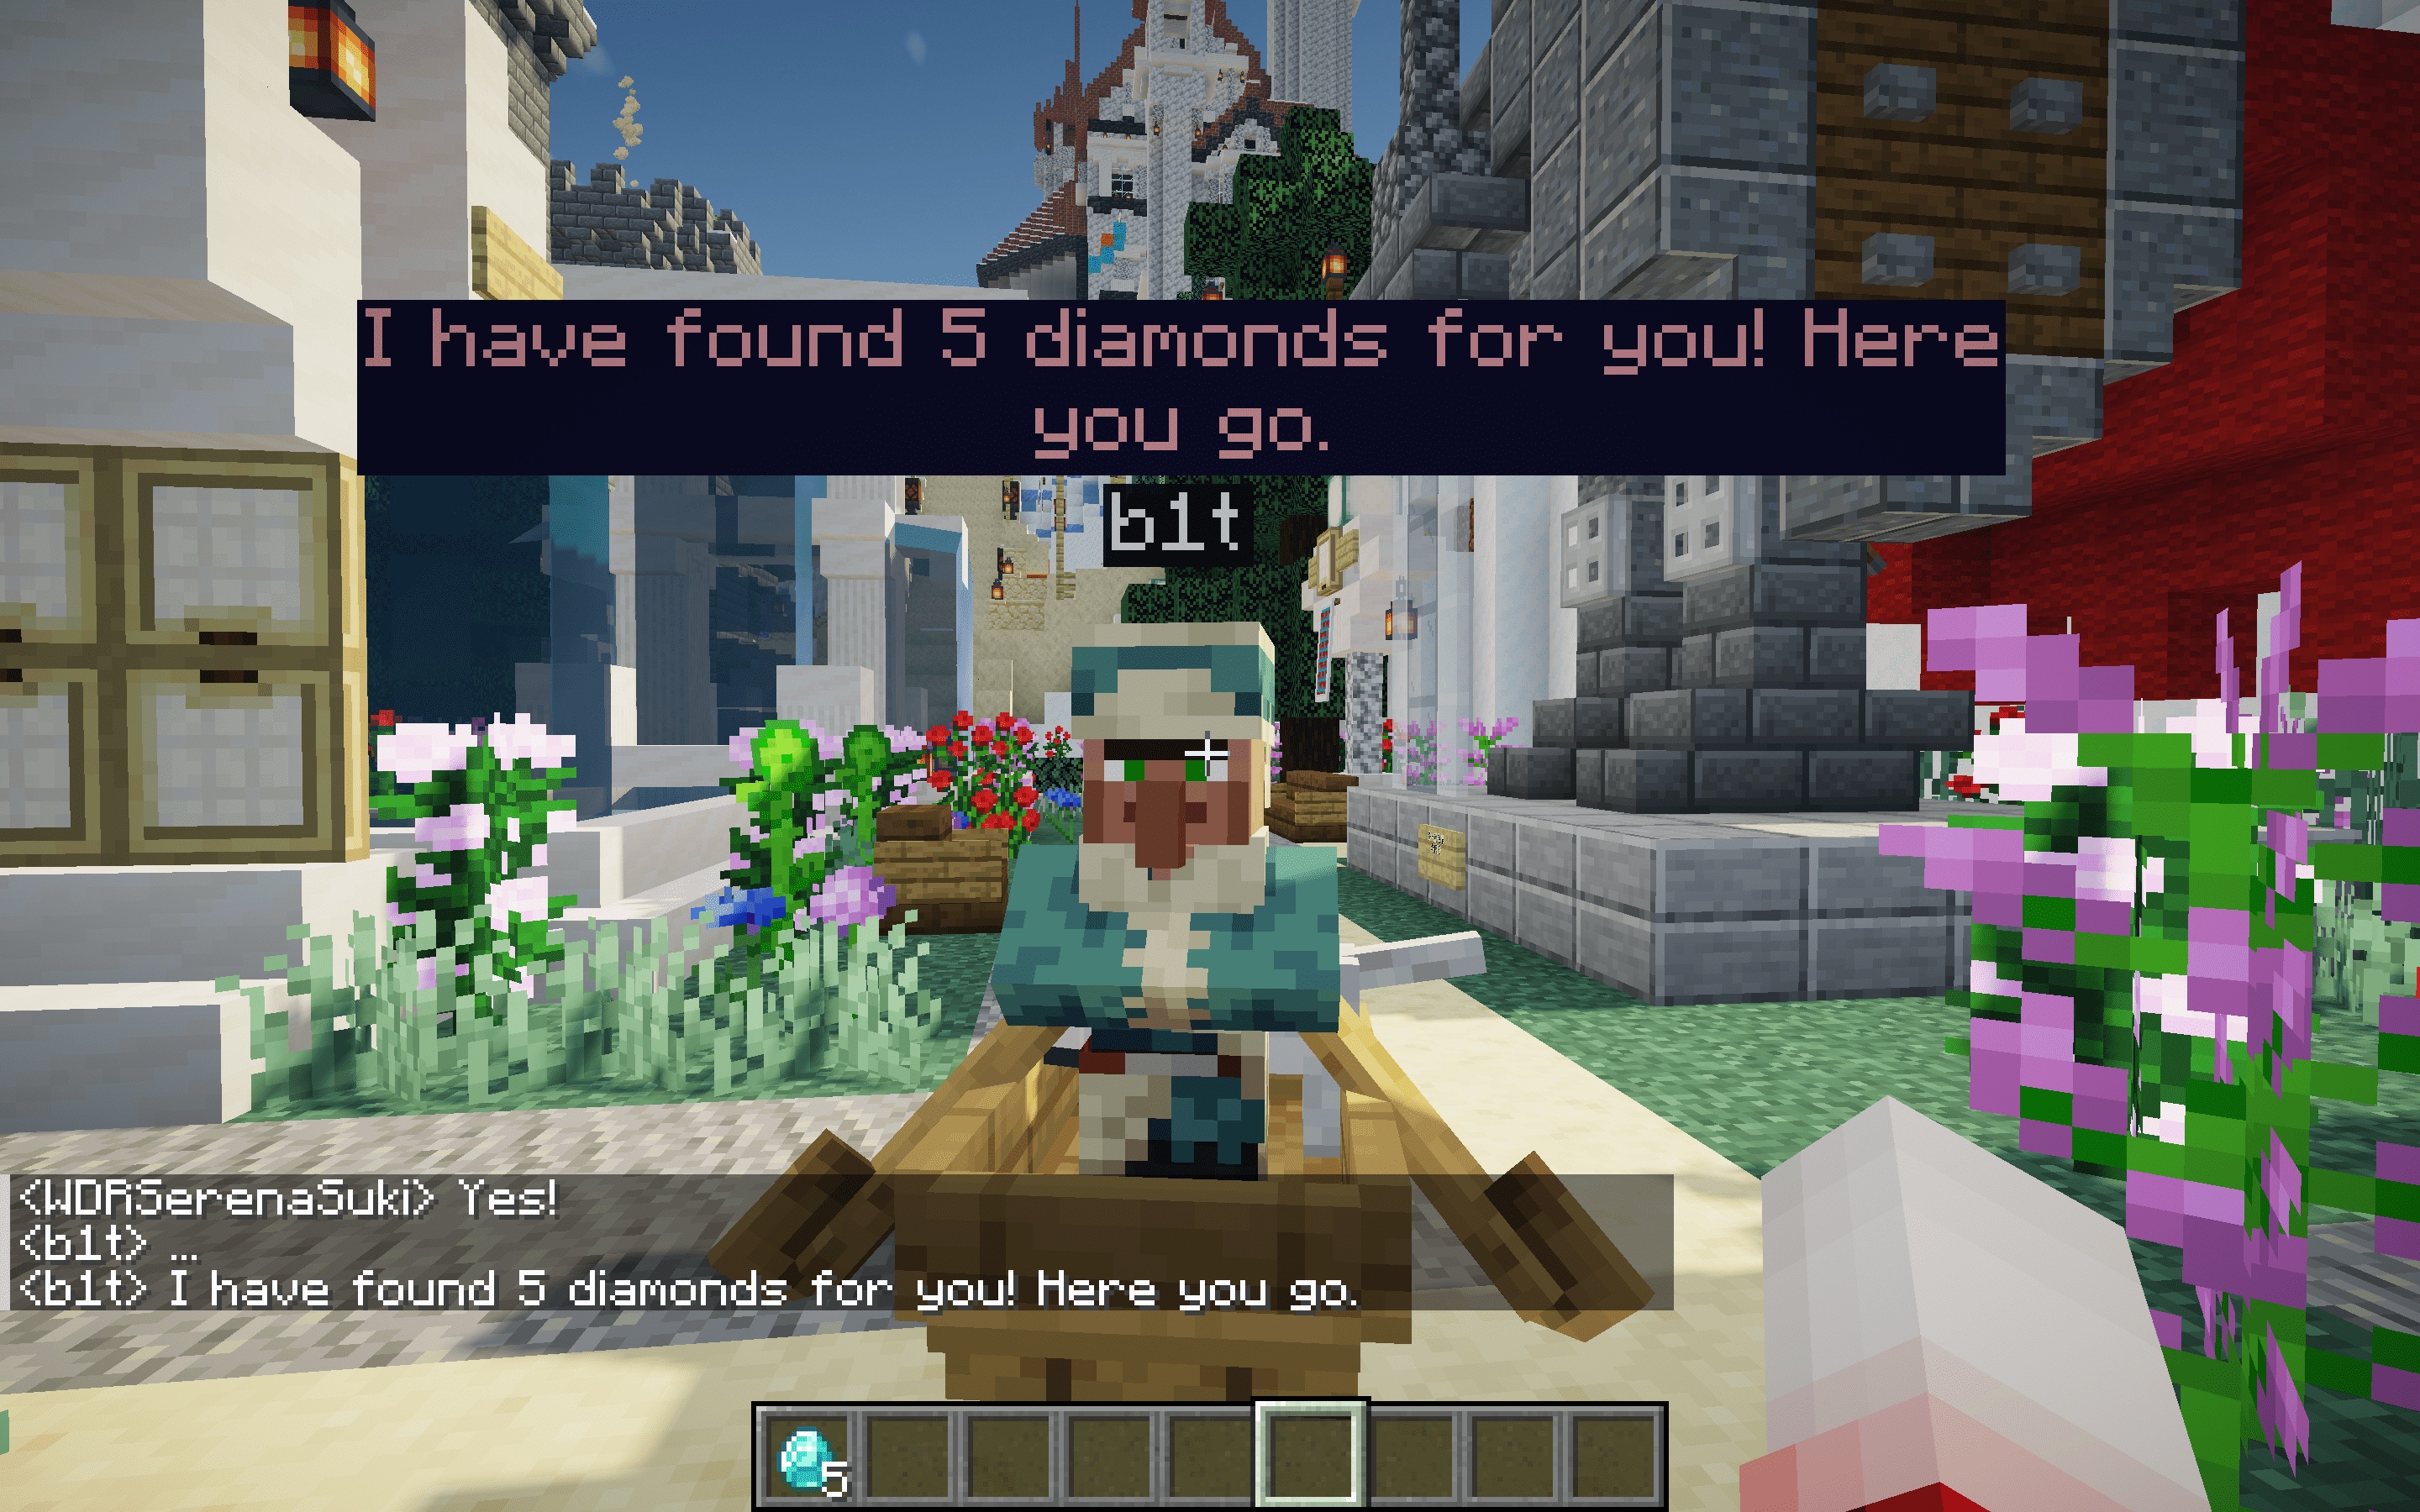 I have found 5 diamonds for you! Here
you go.
b1t
<WDRSerenaSuki> Yes!
<b1t> ...
<b1t> I have found 5 diamonds for you! Here you go.
5